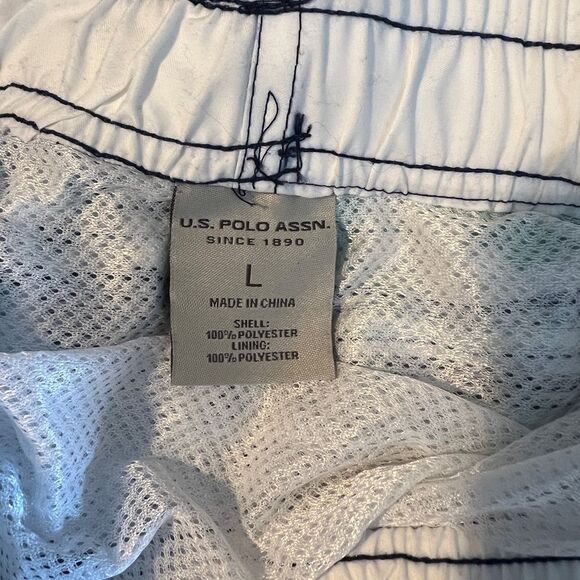 U.S. POLO ASSN.
SINCE 1890
L
MADE IN CHINA
SHELL:
100% POLYESTER
LINING:
100% POLYESTER